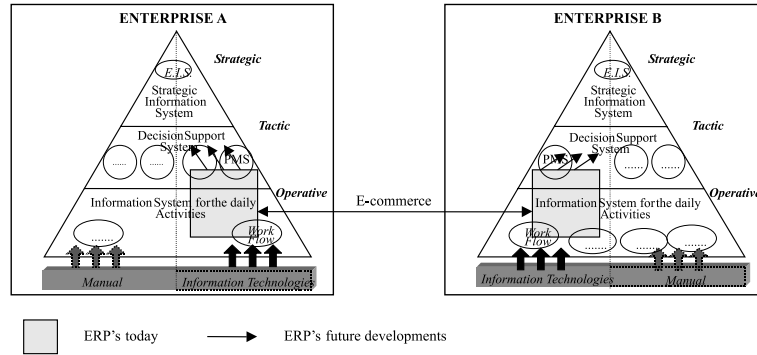 ENTERPRISE A
Strategic
E.I.S.
Strategic
Information
System
Tactic
Decision Support
System
......
......
PMS
Operative
Information System for the daily
Activities
........
Work
Flow
Manual
Information Technologies
E-commerce
ENTERPRISE B
Strategic
E.I.S.
Strategic
Information
System
Tactic
Decision Support
System
PMS
......
......
Operative
Information System for the daily
Activities
Work
Flow
.......
.......
........
Information Technologies
Manual
ERP's today
ERP's future developments